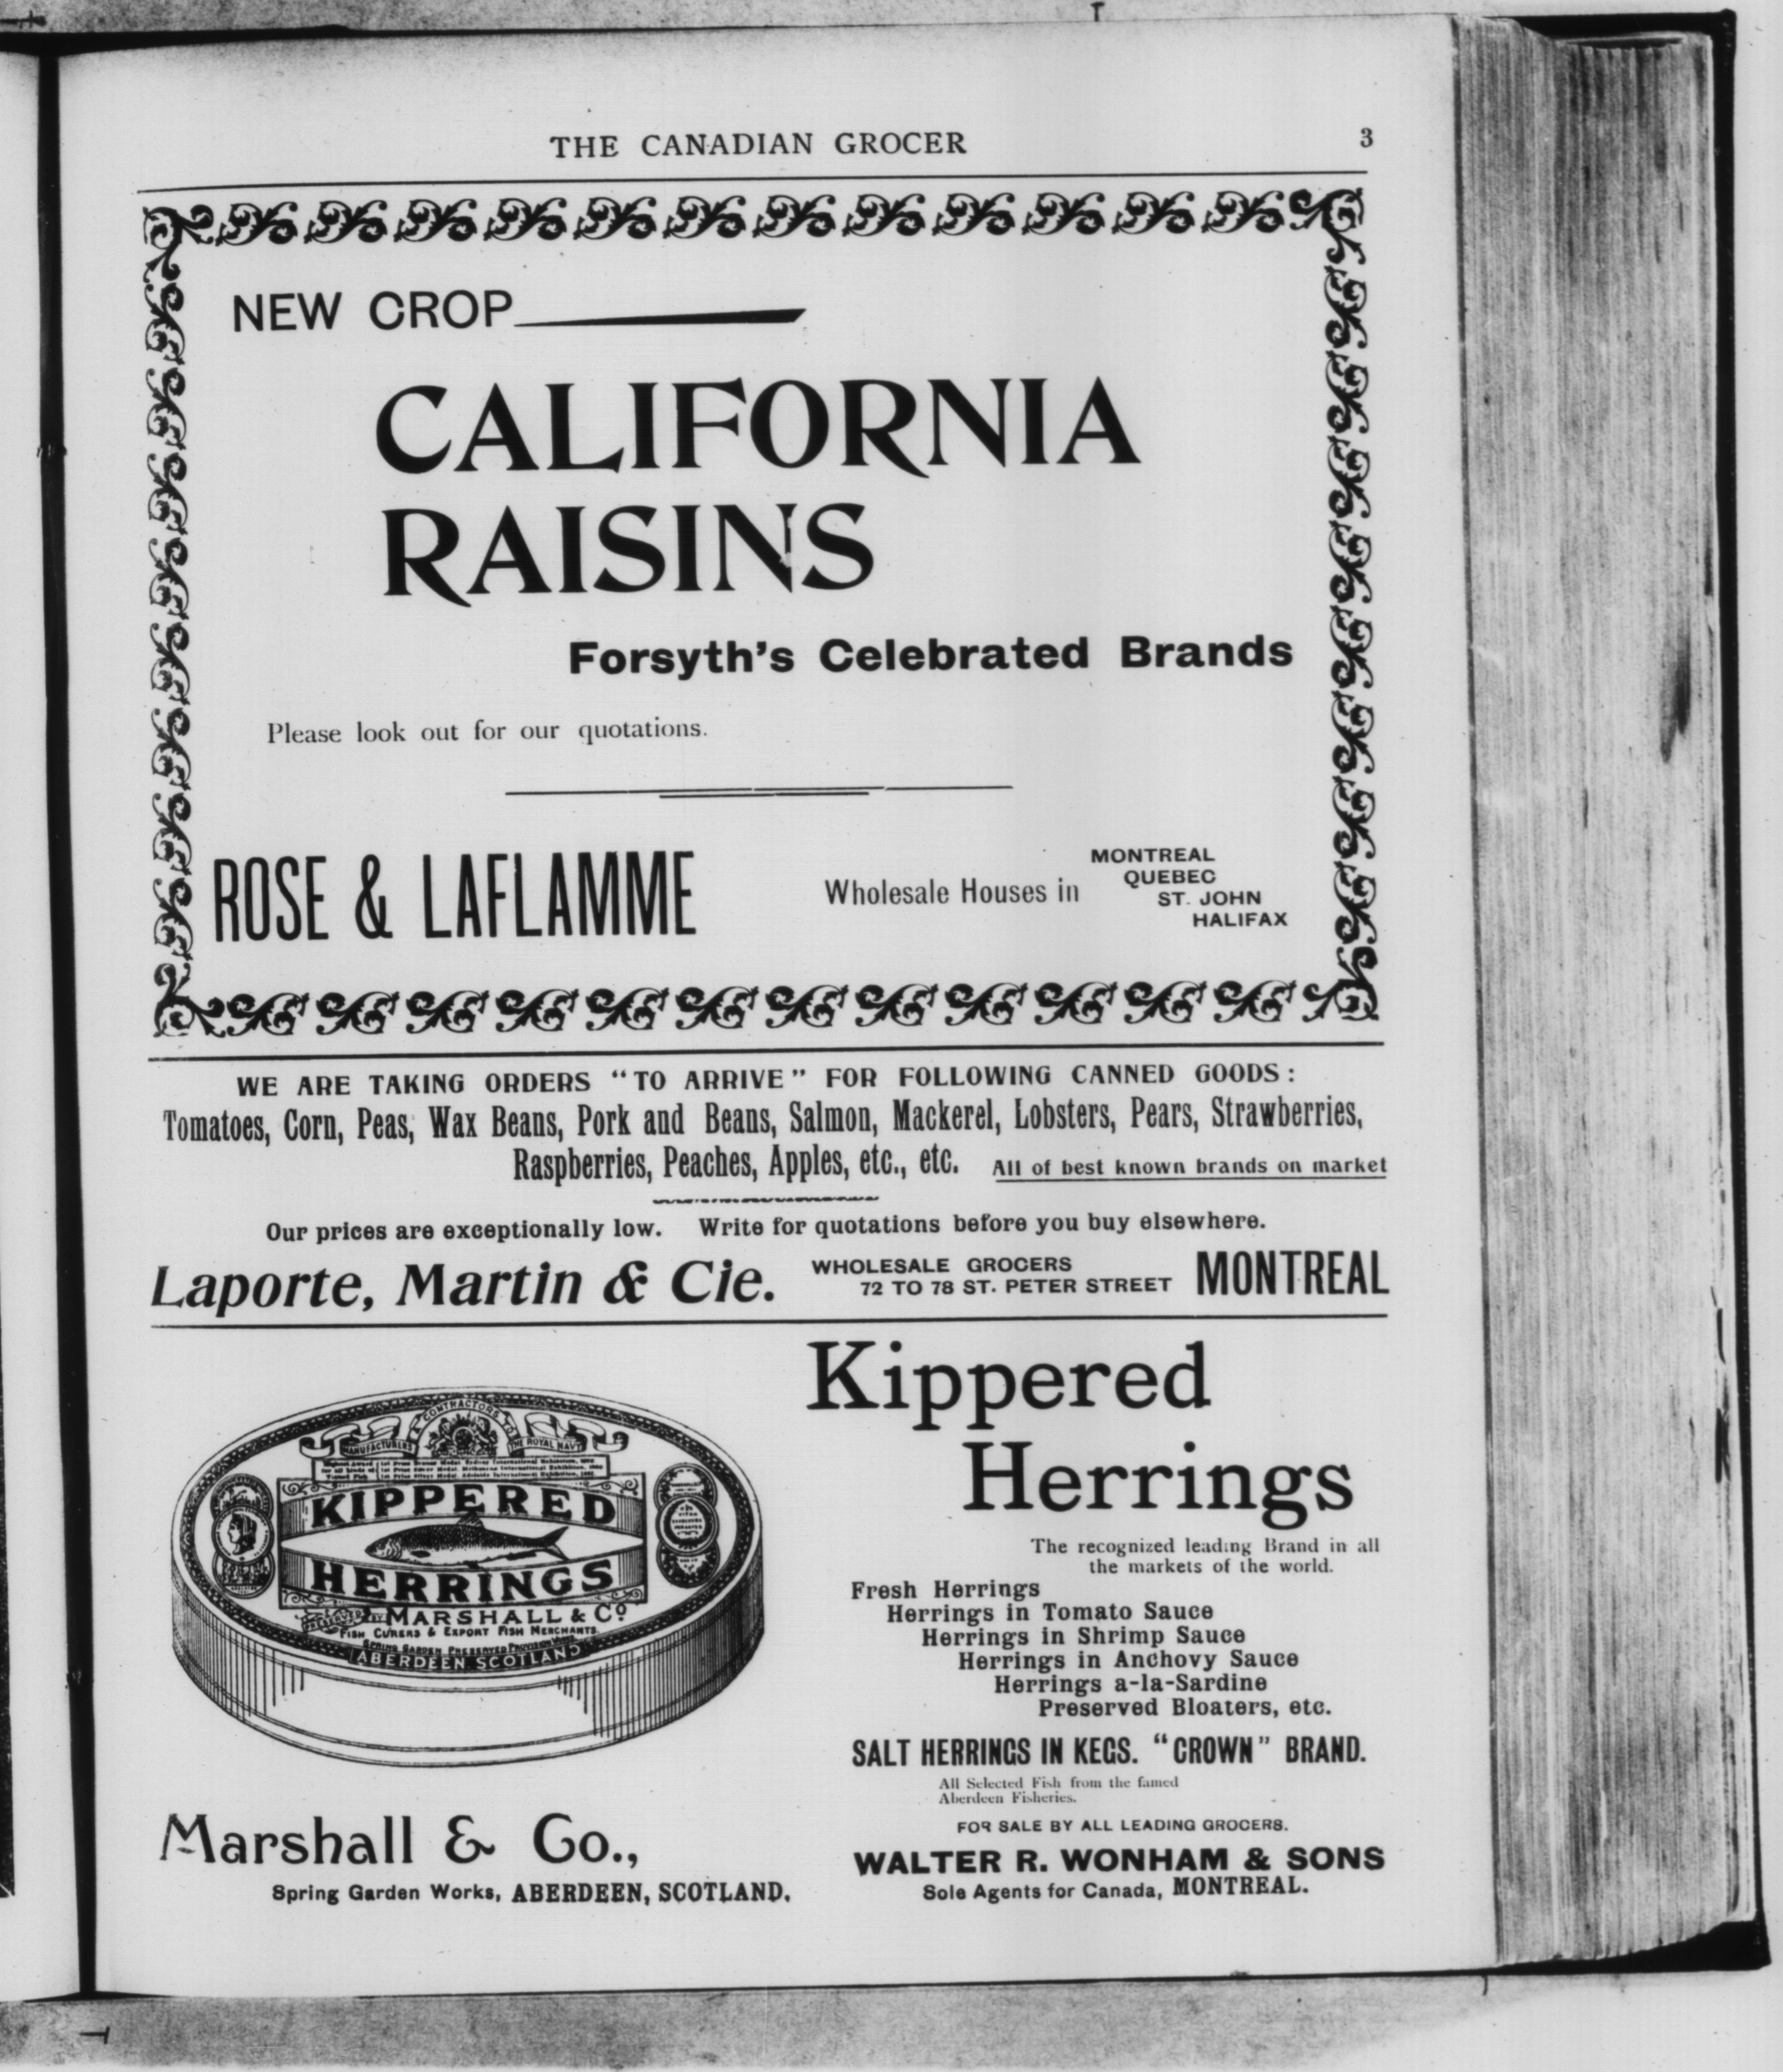 THE CANADIAN GROCER 3
NEW CROP
CALIFORNIA
RAISINS
Forsyth's Celebrated Brands
Please look out for our quotations.
ROSE & LAFLAMME
Wholesale Houses in
MONTREAL
QUEBEC
ST. JOHN
HALIFAX
WE ARE TAKING ORDERS "TO ARRIVE" FOR FOLLOWING CANNED GOODS:
Tomatoes, Corn, Peas, Wax Beans, Pork and Beans, Salmon, Mackerel, Lobsters, Pears, Strawberries,
Raspberries, Peaches, Apples, etc., etc. All of best known brands on market
Our prices are exceptionally low. Write for quotations before you buy elsewhere.
Laporte, Martin & Cie.
WHOLESALE GROCERS
72 TO 78 ST. PETER STREET
MONTREAL
CONTRACTORS TO
MANUFACTURERS
THE ROYAL NAVY
KIPPERED
HERRINGS
PRESERVED BY MARSHALL & Co
FISH CURERS & EXPORT FISH MERCHANTS.
SPRING GARDEN PRESERVED PROVISION
ABERDEEN SCOTLAND
Marshall & Co.,
Spring Garden Works, ABERDEEN, SCOTLAND.
Kippered
Herrings
The recognized leading Brand in all
the markets of the world.
Fresh Herrings
Herrings in Tomato Sauce
Herrings in Shrimp Sauce
Herrings in Anchovy Sauce
Herrings a-la-Sardine
Preserved Bloaters, etc.
SALT HERRINGS IN KEGS. "CROWN" BRAND.
All Selected Fish from the famed
Aberdeen Fisheries.
FOR SALE BY ALL LEADING GROCERS.
WALTER R. WONHAM & SONS
Sole Agents for Canada, MONTREAL.